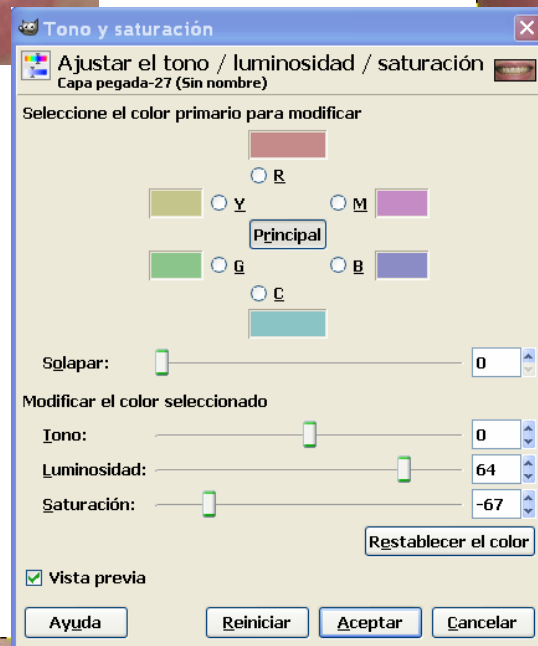 Tono y saturación
Ajustar el tono / luminosidad / saturación
Capa pegada-27 (Sin nombre)
Seleccione el color primario para modificar
R
Y M
Principal
G B
C
Solapar: 0
Modificar el color seleccionado
Tono: 0
Luminosidad: 64
Saturación: -67
Restablecer el color
Vista previa
Ayuda Reiniciar Aceptar Cancelar